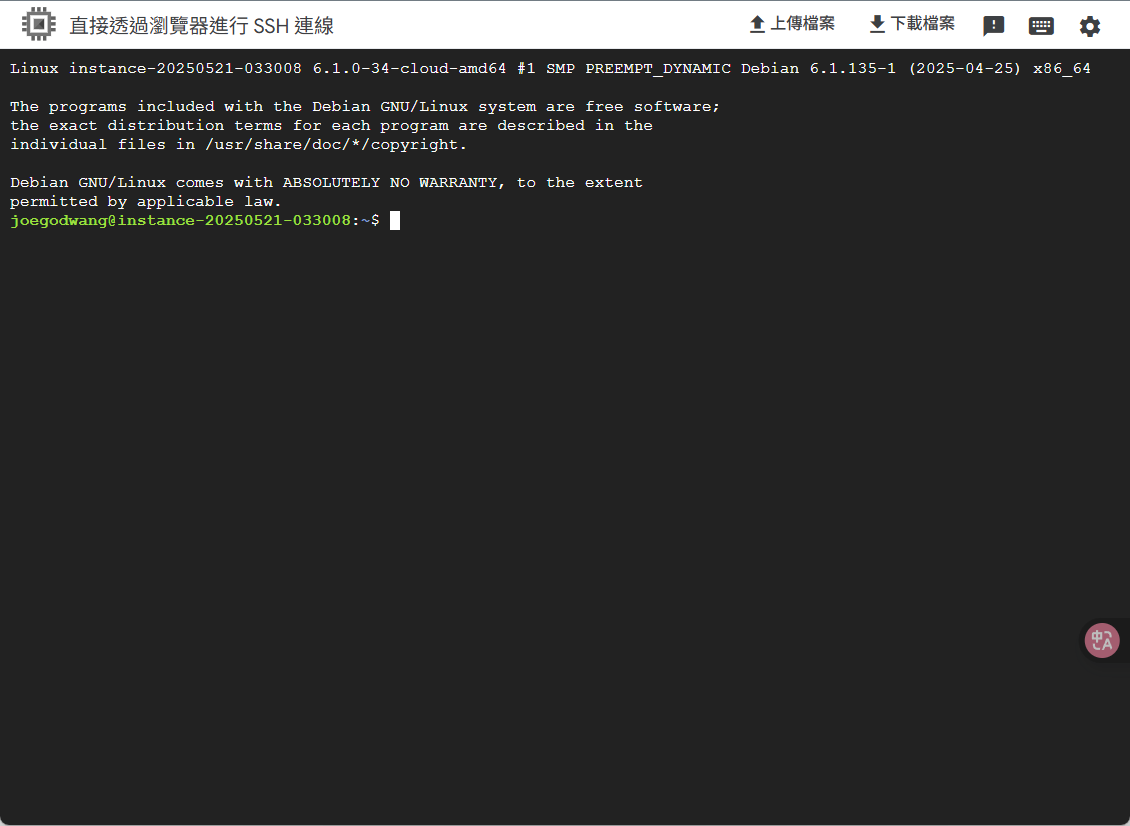 直接透過瀏覽器進行 SSH 連線
上傳檔案
下載檔案
Linux instance-20250521-033008 6.1.0-34-cloud-amd64 #1 SMP PREEMPT_DYNAMIC Debian 6.1.135-1 (2025-04-25) x86_64
The programs included with the Debian GNU/Linux system are free software;
the exact distribution terms for each program are described in the
individual files in /usr/share/doc/*/copyright.
Debian GNU/Linux comes with ABSOLUTELY NO WARRANTY, to the extent
permitted by applicable law.
joegodwang@instance-20250521-033008:~$
中A